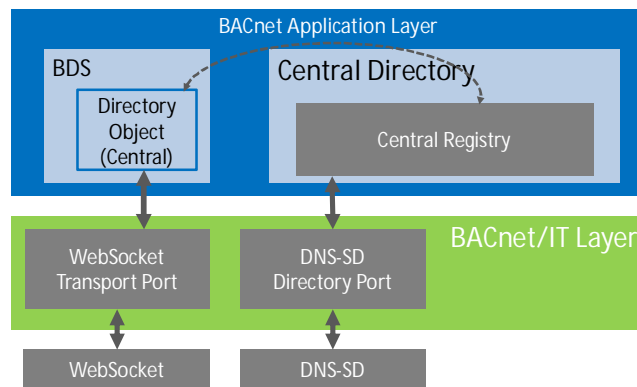 BACnet Application Layer
BDS
Central Directory
Directory
Object
(Central)
Central Registry
BACnet/IT Layer
WebSocket
Transport Port
DNS-SD
Directory Port
WebSocket
DNS-SD